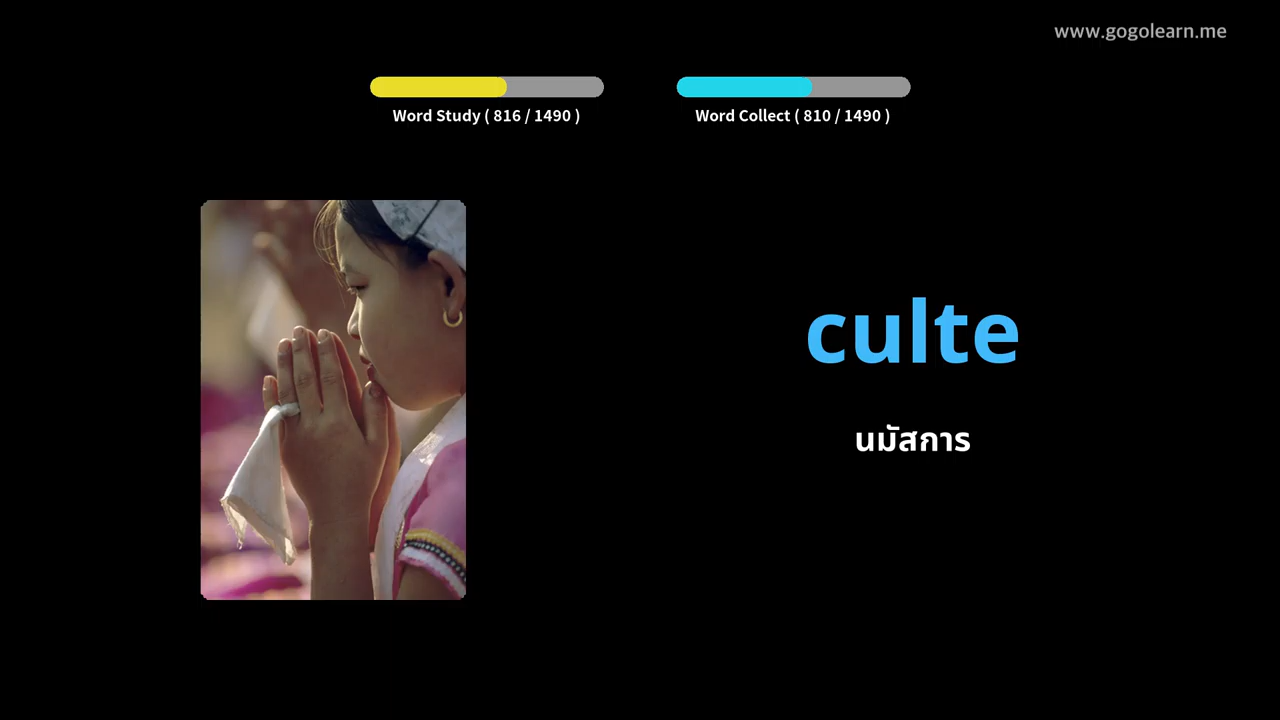 www.gogolearn.me
Word Study ( 816 / 1490 )
Word Collect ( 810 / 1490 )
culte
นมัสการ